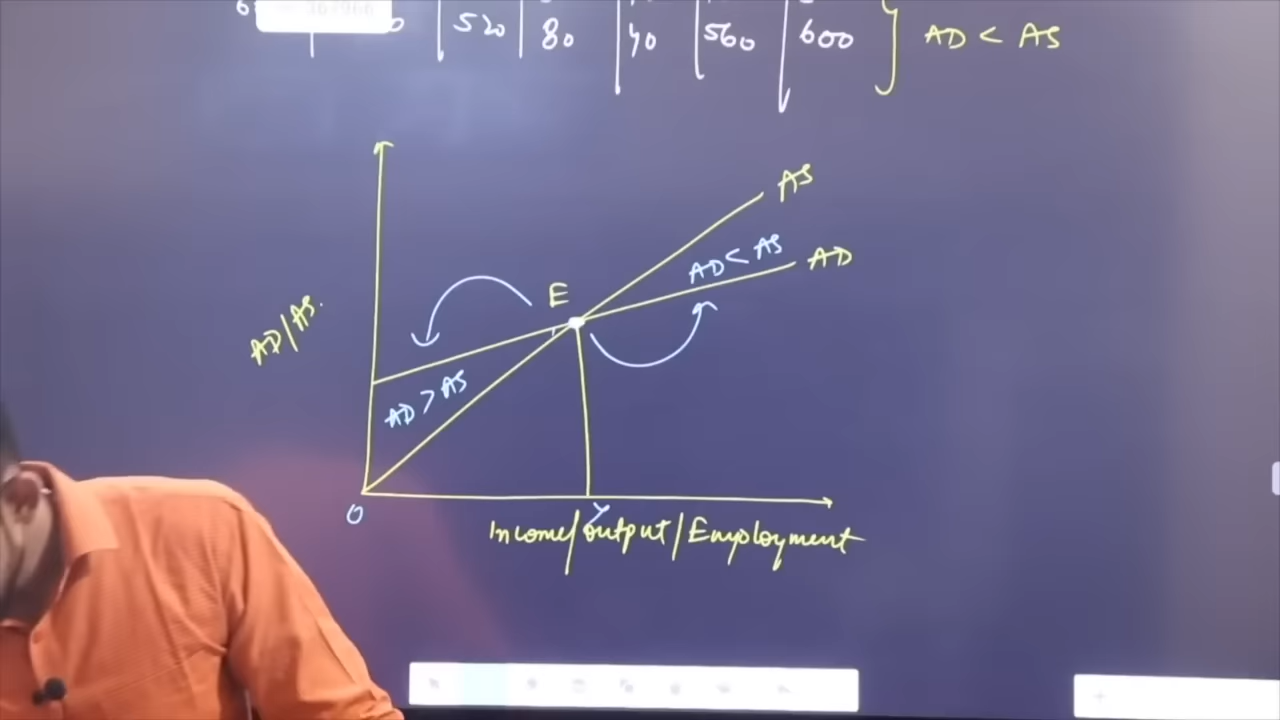 520 80 40 560 600 AD < AS
AS
AD < AS
AD
E
AD/AS.
AD > AS
O
Y
Income/output/Employment